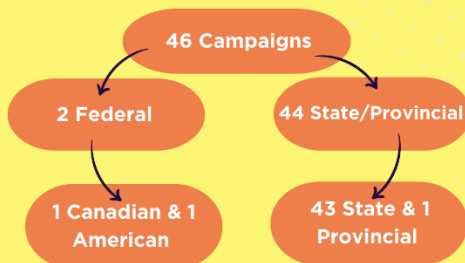 46 Campaigns
2 Federal
44 State/Provincial
1 Canadian & 1
American
43 State & 1
Provincial